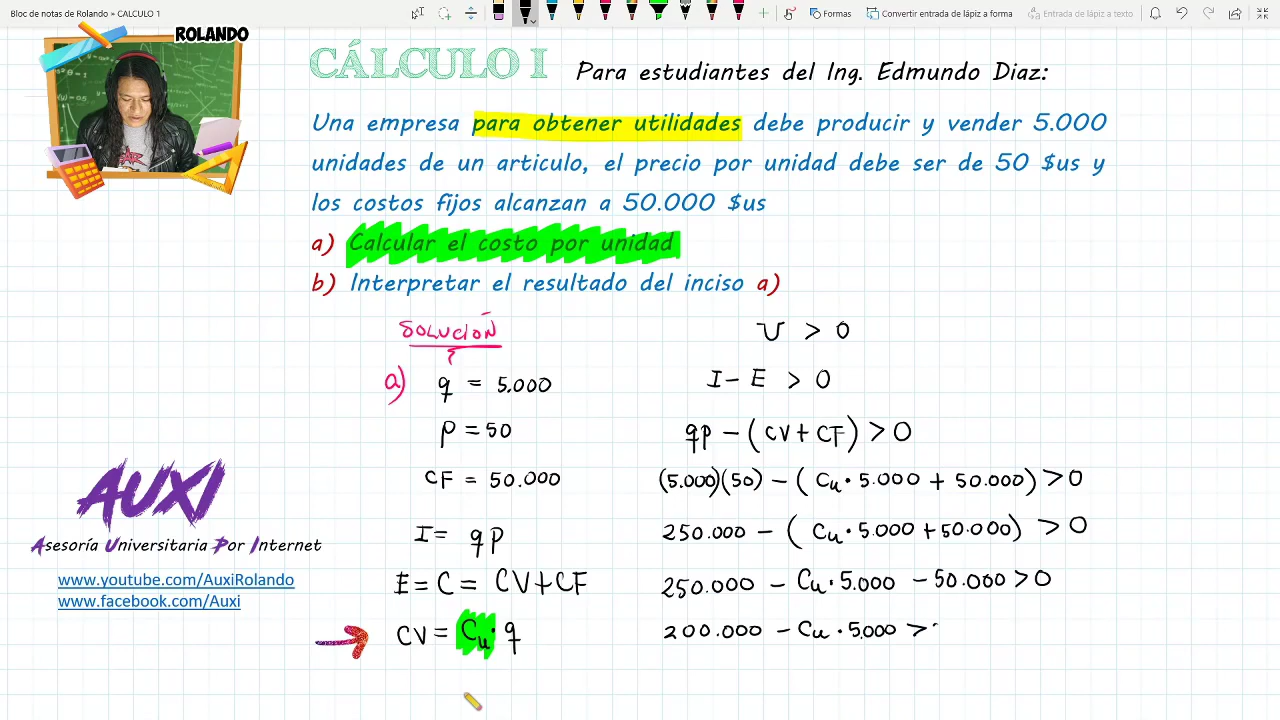 Bloc de notas de Rolando » CALCULO 1
Formas
Convertir entrada de lápiz a forma
Entrada de lápiz a texto
ROLANDO
CÁLCULO I
Para estudiantes del Ing. Edmundo Diaz:
Una empresa para obtener utilidades debe producir y vender 5.000
unidades de un articulo, el precio por unidad debe ser de 50 $us y
los costos fijos alcanzan a 50.000 $us
a) Calcular el costo por unidad
b) Interpretar el resultado del inciso a)
SOLUCIÓN
a) q = 5.000
p = 50
CF = 50.000
I = qp
E = C = CV + CF
CV = Cu · q
U > 0
I - E > 0
qp - (CV + CF) > 0
(5.000)(50) - (Cu · 5.000 + 50.000) > 0
250.000 - (Cu · 5.000 + 50.000) > 0
250.000 - Cu · 5.000 - 50.000 > 0
200.000 - Cu · 5.000 >
AUXI
Asesoría Universitaria Por Internet
www.youtube.com/AuxiRolando
www.facebook.com/Auxi